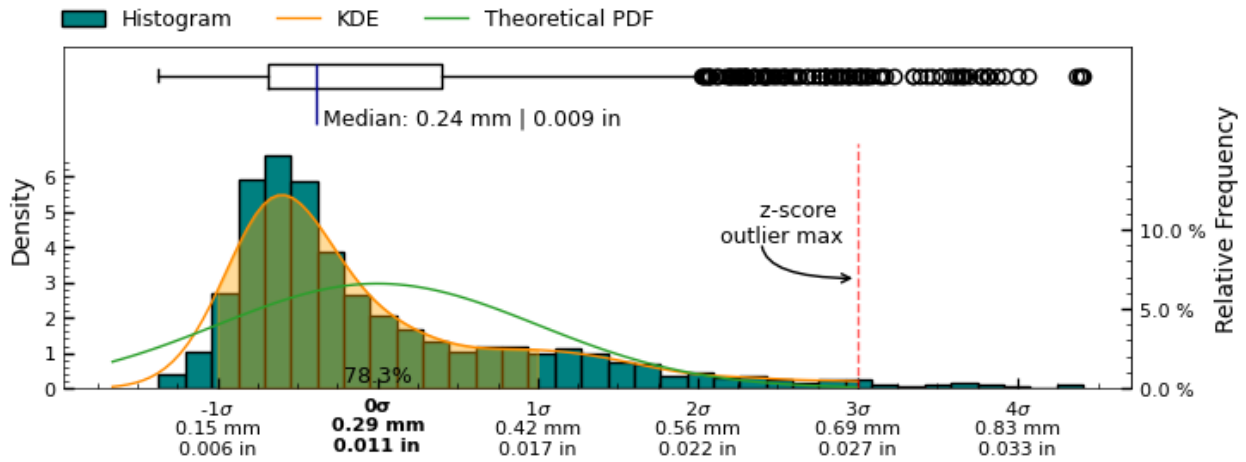 Histogram KDE Theoretical PDF
Median: 0.24 mm | 0.009 in
Density
6
5
4
3
2
1
0
z-score
outlier max
Relative Frequency
10.0 %
5.0 %
0.0 %
78.3%
-1σ 0σ 1σ 2σ 3σ 4σ
0.15 mm 0.29 mm 0.42 mm 0.56 mm 0.69 mm 0.83 mm
0.006 in 0.011 in 0.017 in 0.022 in 0.027 in 0.033 in